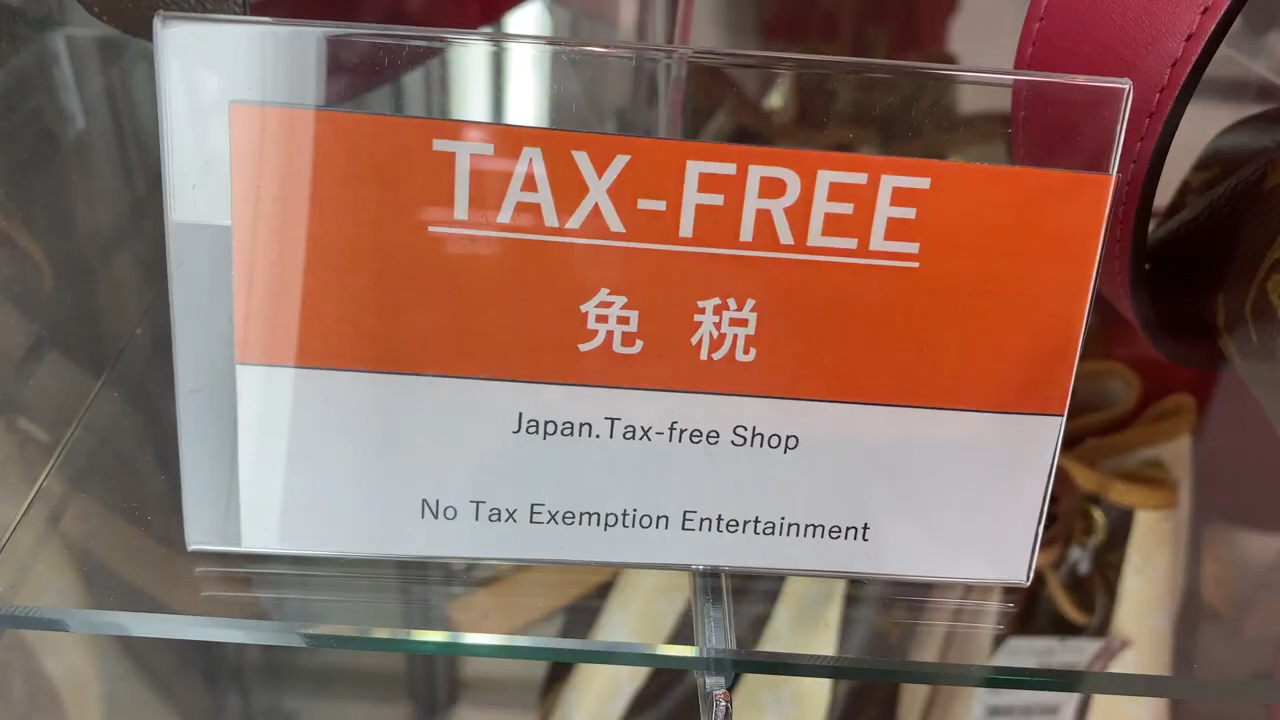 TAX-FREE
免 税
Japan.Tax-free Shop
No Tax Exemption Entertainment